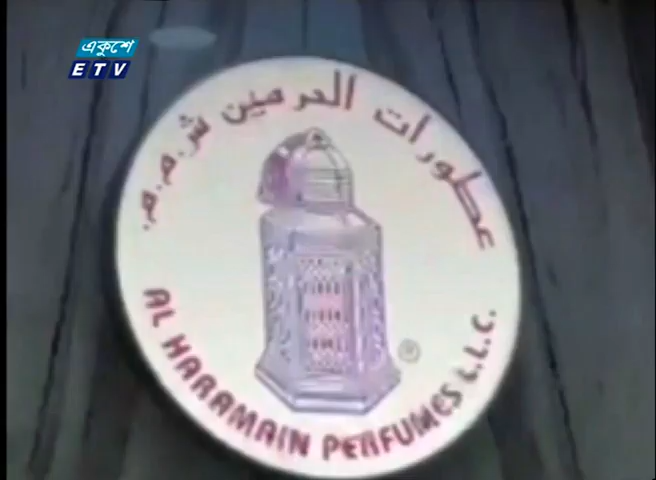 একুশে
ETV
عطورات الحرمين ش.م.م.
®
AL HARAMAIN PERFUMES L.L.C.